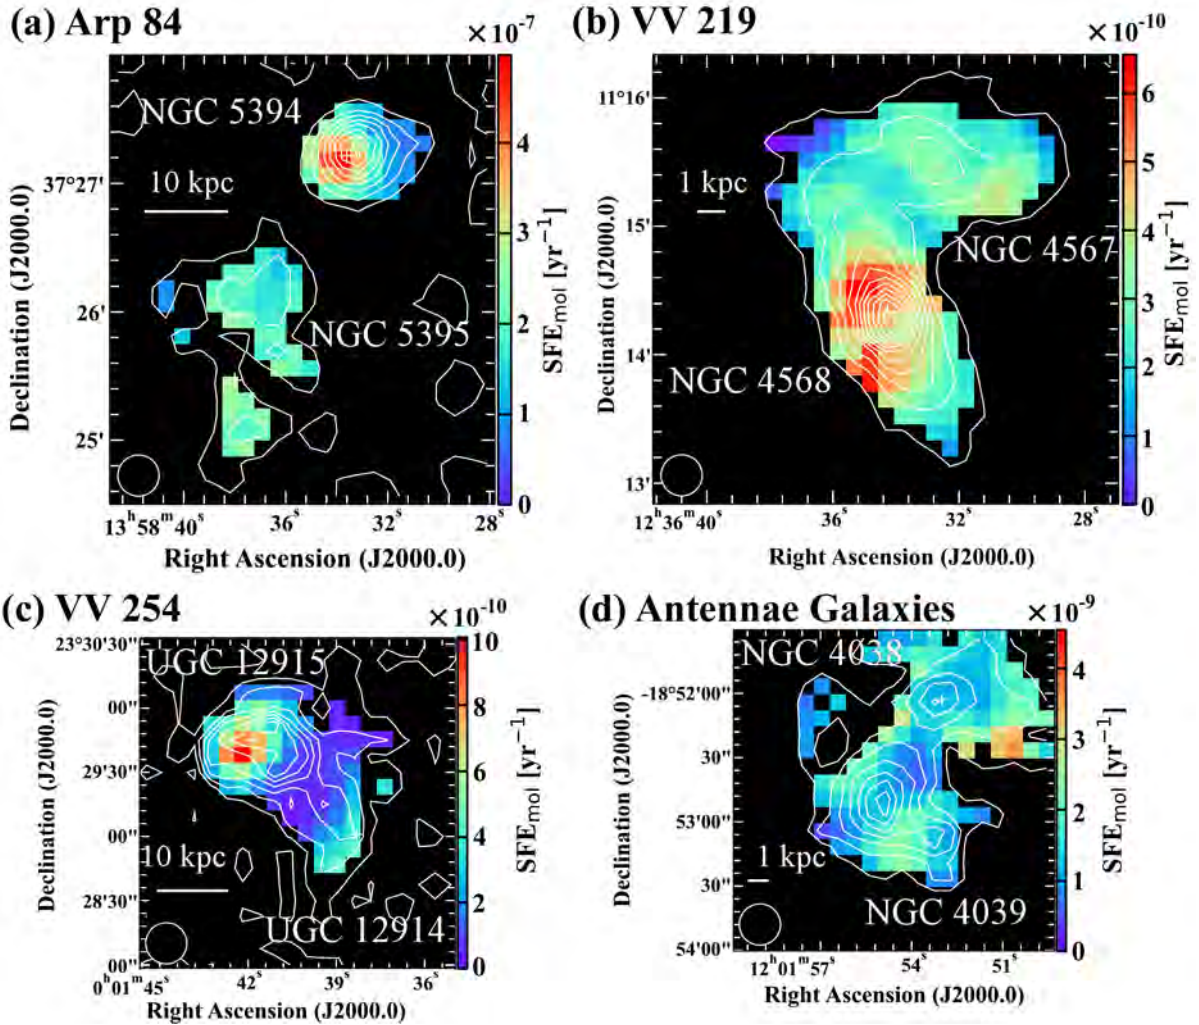 (a) Arp 84
×10⁻⁷
NGC 5394
10 kpc
NGC 5395
37°27'
26'
25'
Declination (J2000.0)
13ʰ58ᵐ40ˢ
36ˢ
32ˢ
28ˢ
Right Ascension (J2000.0)
4
3
2
1
0
SFEmol [yr⁻¹]
(b) VV 219
×10⁻¹⁰
1 kpc
NGC 4567
NGC 4568
11°16'
15'
14'
13'
Declination (J2000.0)
12ʰ36ᵐ40ˢ
36ˢ
32ˢ
28ˢ
Right Ascension (J2000.0)
6
5
4
3
2
1
0
SFEmol [yr⁻¹]
(c) VV 254
×10⁻¹⁰
UGC 12915
10 kpc
UGC 12914
23°30'30"
00"
29'30"
00"
28'30"
00"
Declination (J2000.0)
0ʰ01ᵐ45ˢ
42ˢ
39ˢ
36ˢ
Right Ascension (J2000.0)
10
8
6
4
2
0
SFEmol [yr⁻¹]
(d) Antennae Galaxies
×10⁻⁹
NGC 4038
1 kpc
NGC 4039
-18°52'00"
30"
53'00"
30"
54'00"
Declination (J2000.0)
12ʰ01ᵐ57ˢ
54ˢ
51ˢ
Right Ascension (J2000.0)
4
3
2
1
0
SFEmol [yr⁻¹]